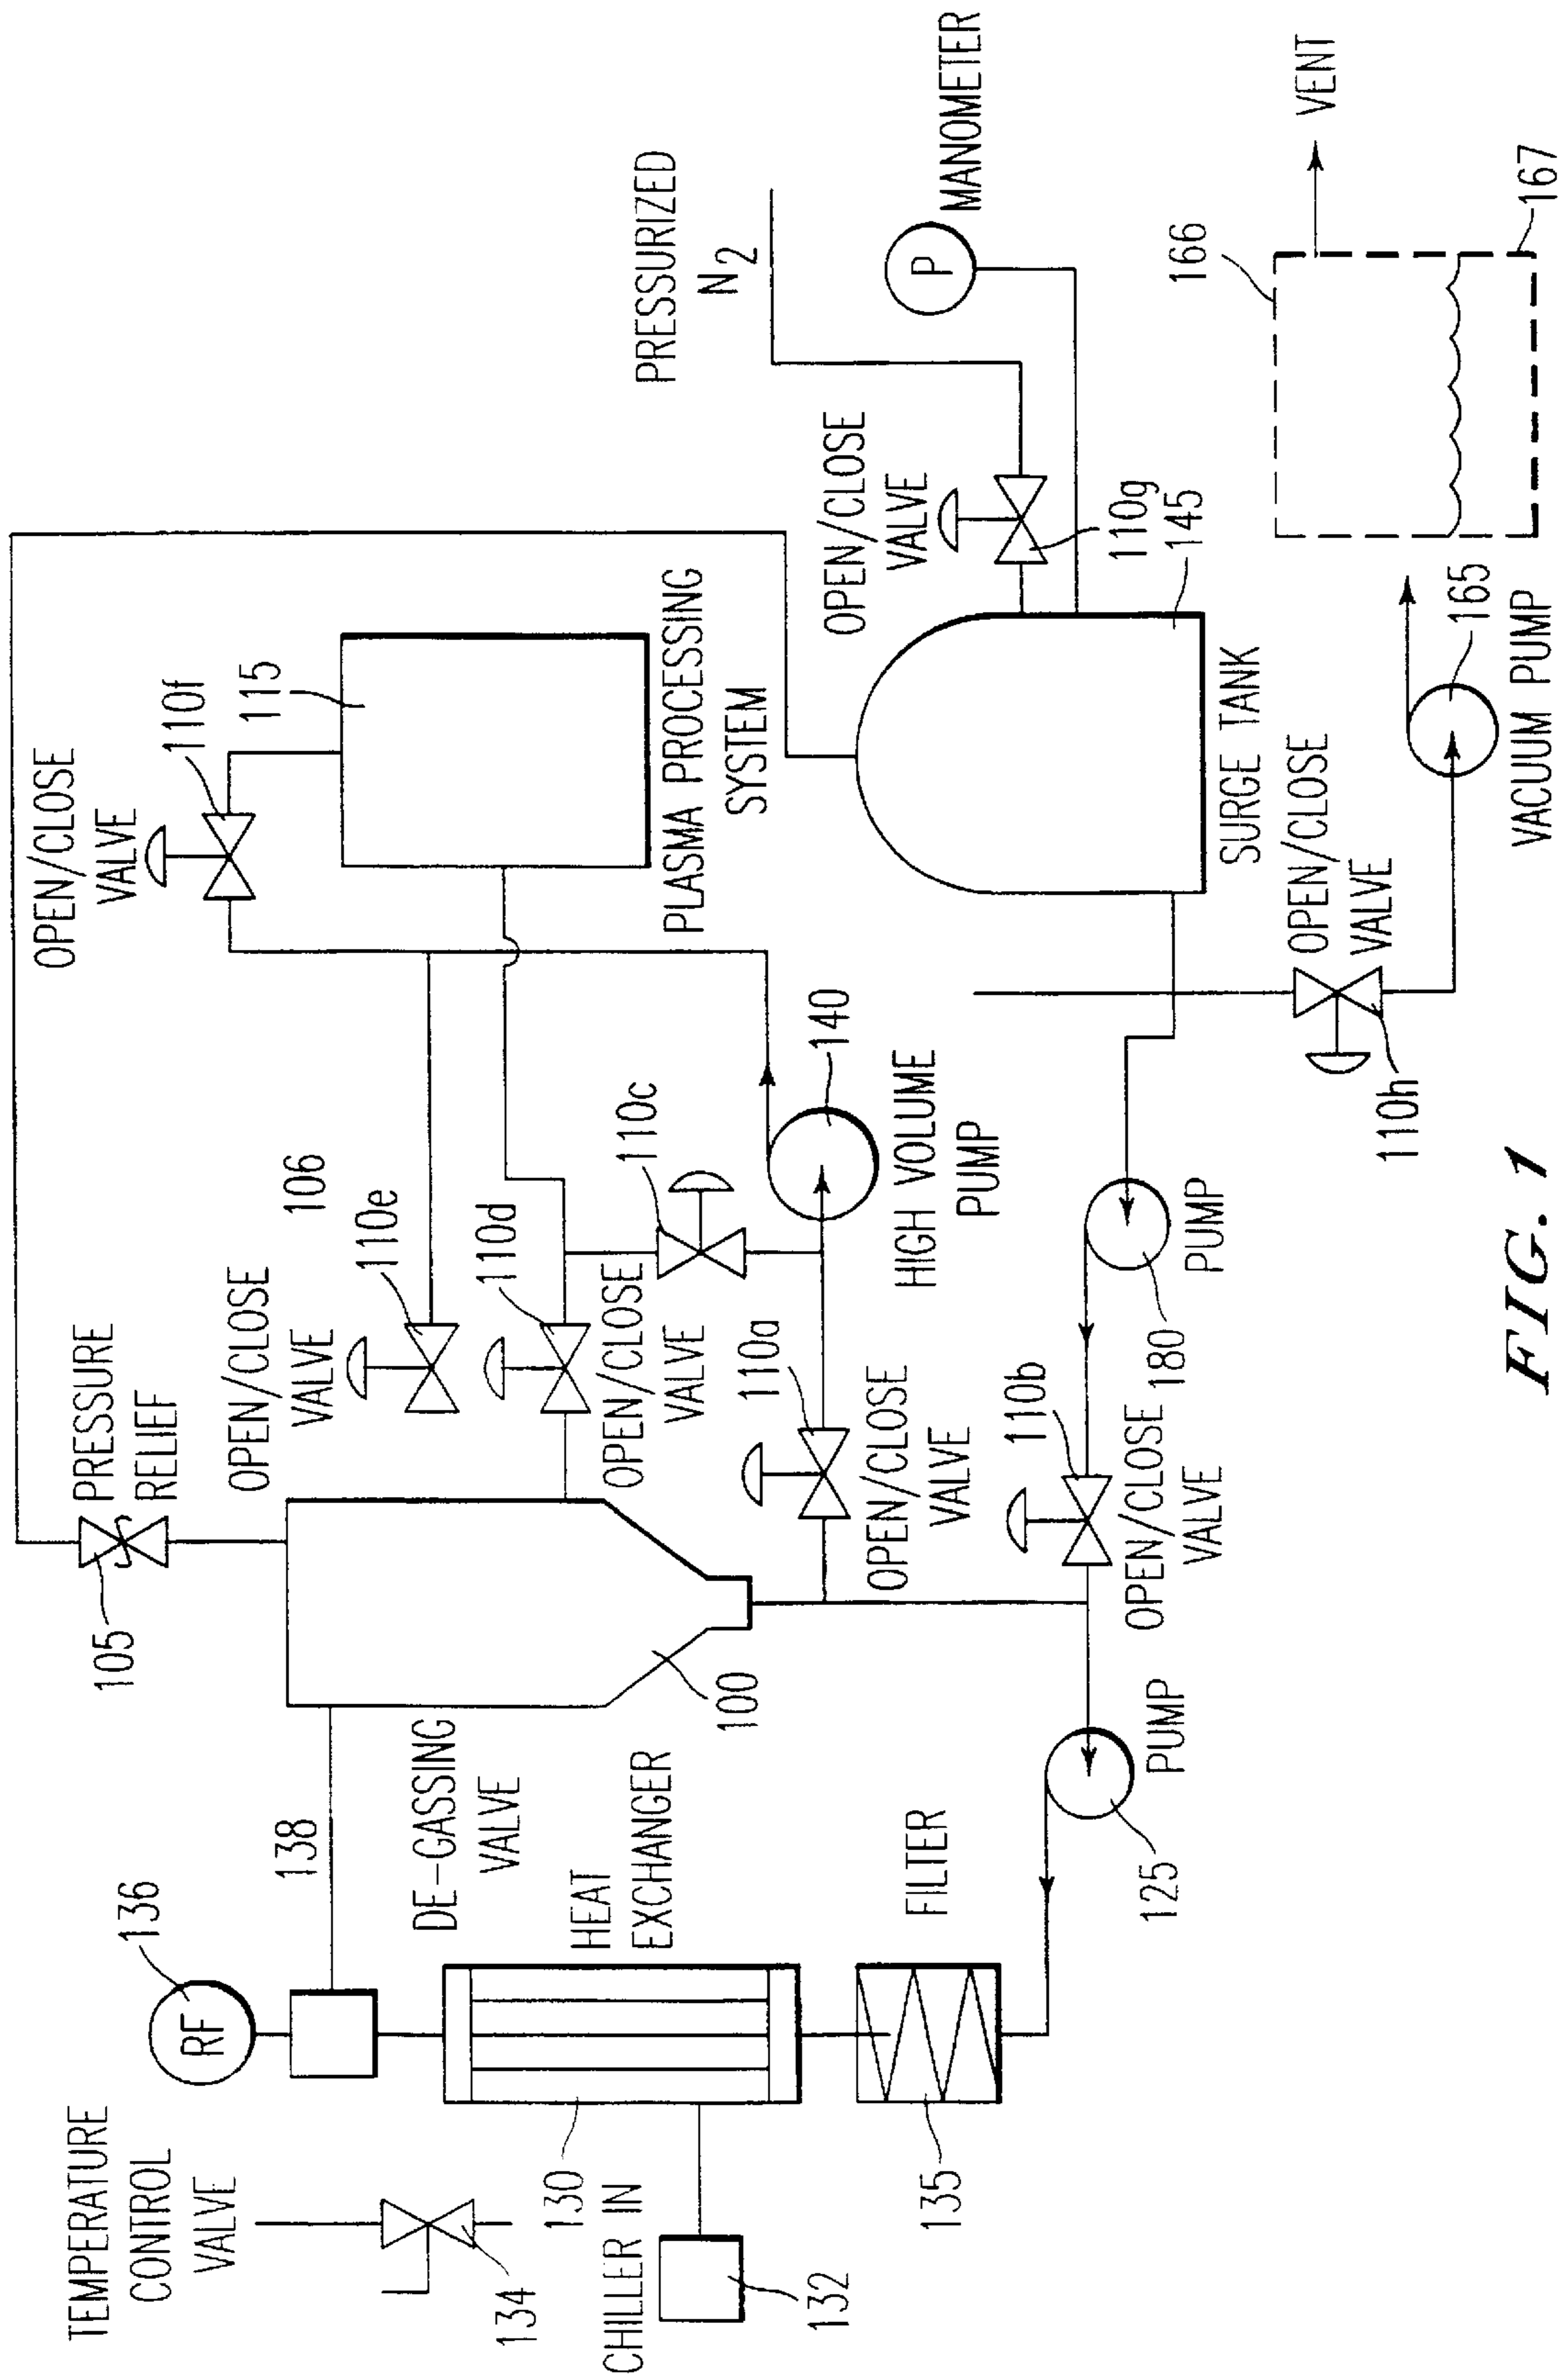 TEMPERATURE
CONTROL
VALVE
134
136
RF
138
105
PRESSURE
RELIEF
OPEN/CLOSE
VALVE
106
110e
OPEN/CLOSE
VALVE
110f
115
PLASMA PROCESSING
SYSTEM
110d
OPEN/CLOSE
VALVE
110c
DE-GASSING
VALVE
100
HEAT
EXCHANGER
130
CHILLER IN
132
FILTER
135
110a
OPEN/CLOSE
VALVE
140
HIGH VOLUME
PUMP
PRESSURIZED
N2
MANOMETER
P
OPEN/CLOSE
VALVE
110g
145
SURGE TANK
PUMP
125
110b
OPEN/CLOSE
VALVE
180
PUMP
OPEN/CLOSE
VALVE
110h
165
VACUUM PUMP
166
VENT
167
FIG. 1